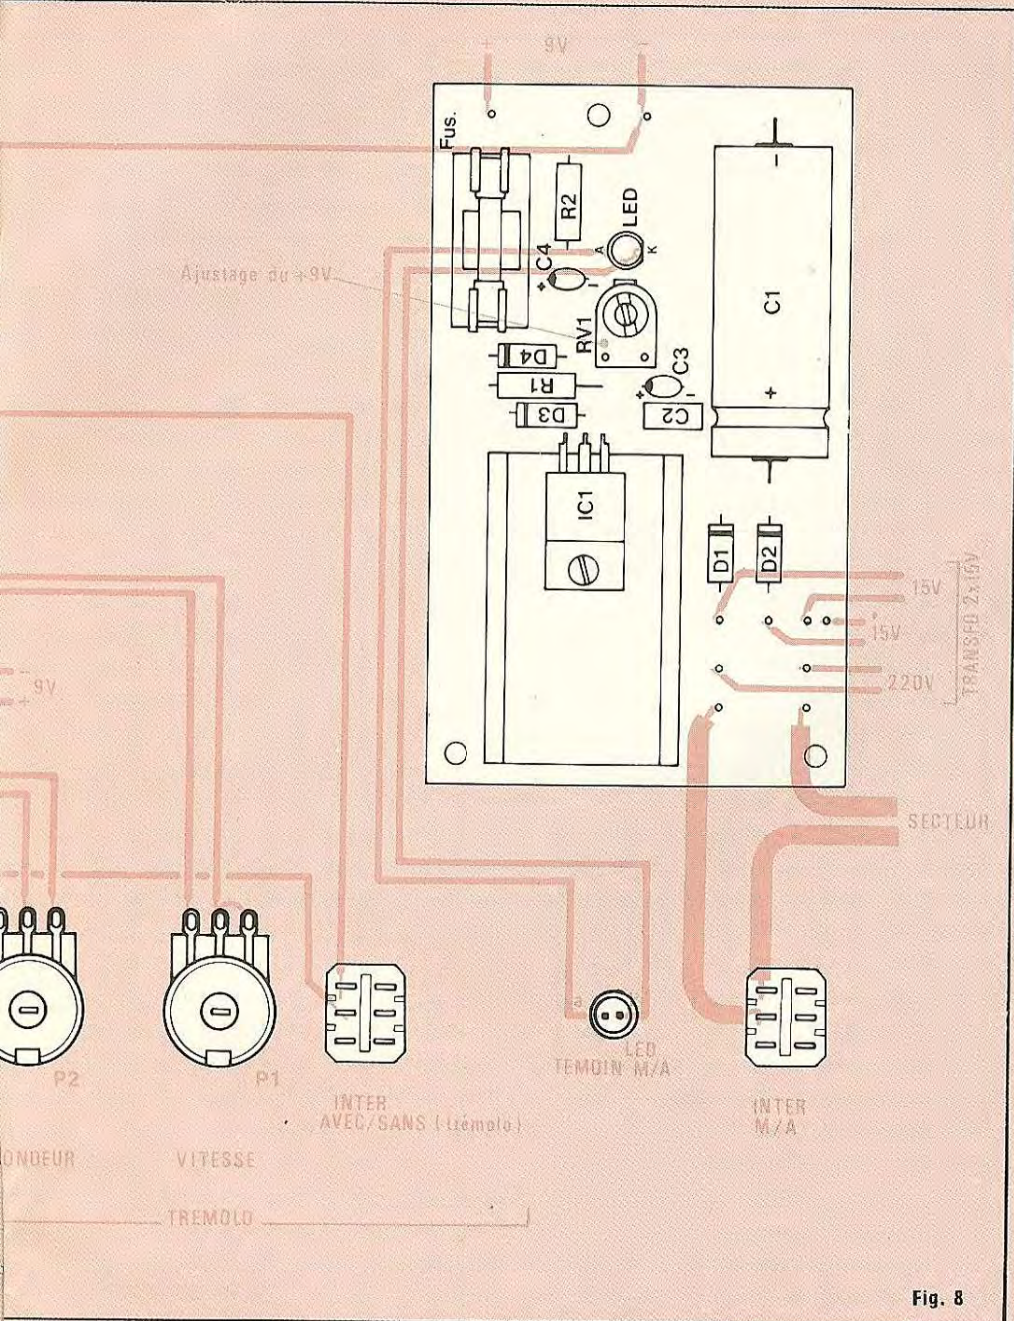 + 9V -
Fus.
R2
LED
A
K
C4
+
-
Ajustage du +9V
RV1
D4
R1
D3
C3
+
-
C2
-
C1
+
IC1
D1
D2
15V
15V
220V
TRANSFO 2x15V
-
9V
+
SECTEUR
a
LED
TEMOIN M/A
P2
P1
INTER
AVEC/SANS (trémolo)
INTER
M/A
ONDEUR
VITESSE
TREMOLO
Fig. 8